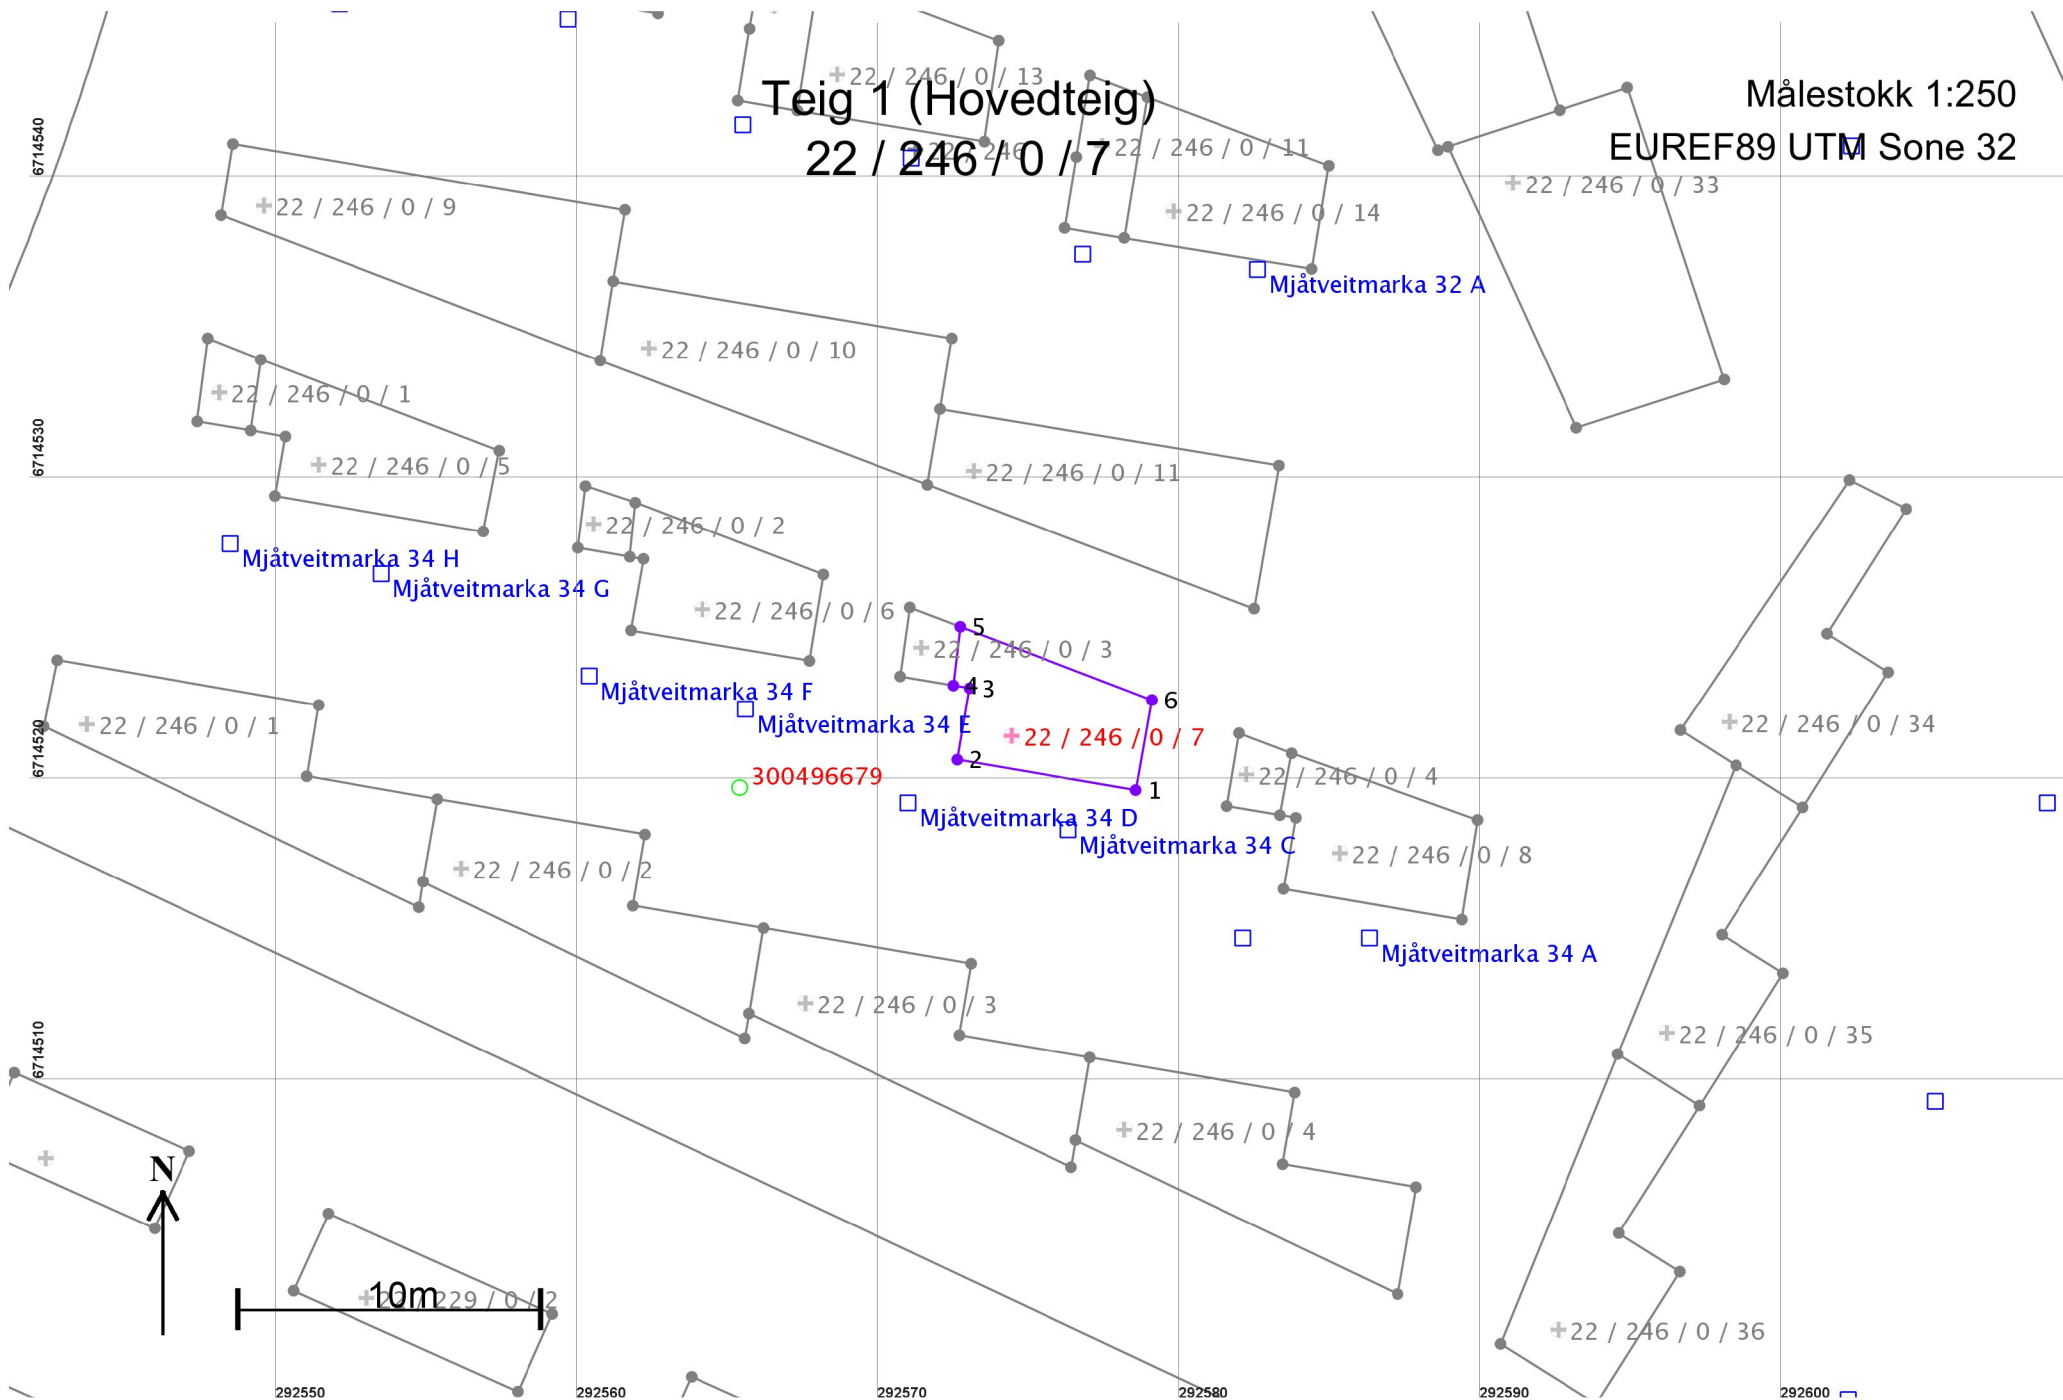 22 / 246 / 0 / 13
Teig 1 (Hovedteig)
Målestokk 1:250
22 / 246
22 / 246 / 0 / 7
22 / 246 / 0 / 11
EUREF89 UTM Sone 32
6714540
22 / 246 / 0 / 33
22 / 246 / 0 / 9
22 / 246 / 0 / 14
Mjåtveitmarka 32 A
22 / 246 / 0 / 10
22 / 246 / 0 / 1
6714530
22 / 246 / 0 / 5
22 / 246 / 0 / 11
22 / 246 / 0 / 2
Mjåtveitmarka 34 H
Mjåtveitmarka 34 G
22 / 246 / 0 / 6
5
22 / 246 / 0 / 3
4 3
Mjåtveitmarka 34 F
6
22 / 246 / 0 / 1
Mjåtveitmarka 34 E
22 / 246 / 0 / 34
22 / 246 / 0 / 7
6714520
2
300496679
22 / 246 / 0 / 4
1
Mjåtveitmarka 34 D
Mjåtveitmarka 34 C
22 / 246 / 0 / 8
22 / 246 / 0 / 2
Mjåtveitmarka 34 A
22 / 246 / 0 / 3
6714510
22 / 246 / 0 / 35
22 / 246 / 0 / 4
N
10m
22 / 229 / 0 / 2
22 / 246 / 0 / 36
292550 292560 292570 292580 292590 292600